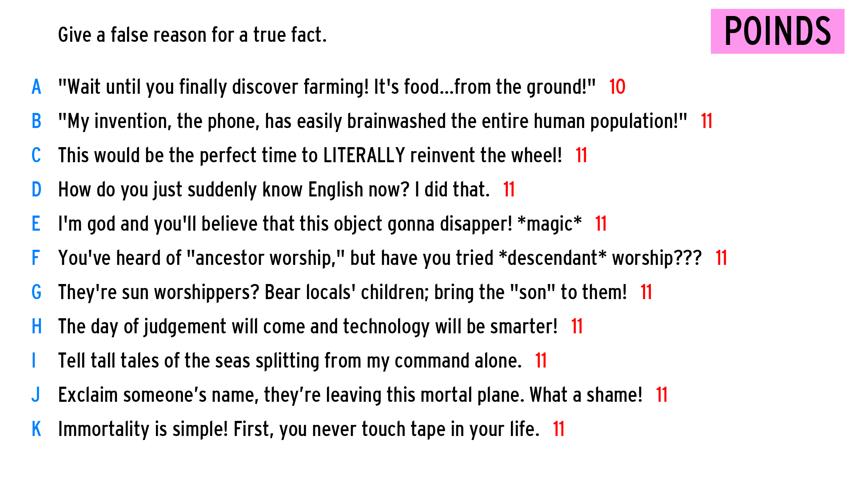 Give a false reason for a true fact.
POINDS
A "Wait until you finally discover farming! It's food...from the ground!" 10
B "My invention, the phone, has easily brainwashed the entire human population!" 11
C This would be the perfect time to LITERALLY reinvent the wheel! 11
D How do you just suddenly know English now? I did that. 11
E I'm god and you'll believe that this object gonna disapper! *magic* 11
F You've heard of "ancestor worship," but have you tried *descendant* worship??? 11
G They're sun worshippers? Bear locals' children; bring the "son" to them! 11
H The day of judgement will come and technology will be smarter! 11
I Tell tall tales of the seas splitting from my command alone. 11
J Exclaim someone’s name, they’re leaving this mortal plane. What a shame! 11
K Immortality is simple! First, you never touch tape in your life. 11